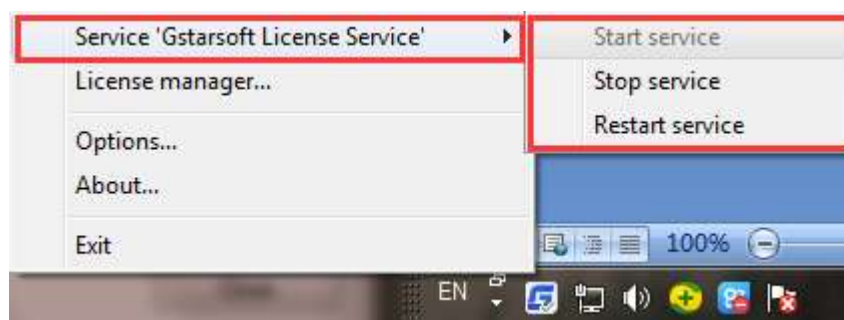 Service 'Gstarsoft License Service'
Start service
License manager...
Stop service
Restart service
Options...
About...
Exit
100%
EN